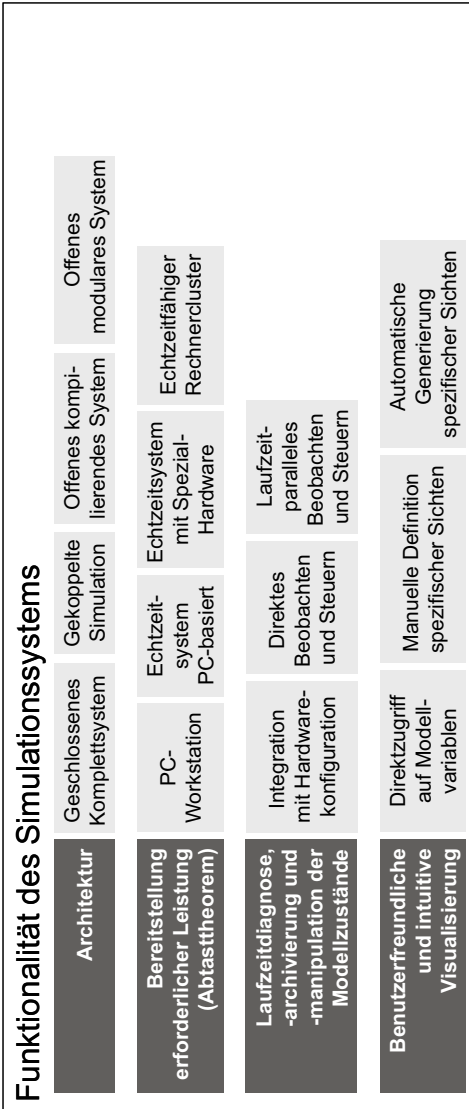 Funktionalität des Simulationssystems
Architektur
Geschlossenes
Komplettsystem
Gekoppelte
Simulation
Offenes kompi-
lierendes System
Offenes
modulares System
Bereitstellung
erforderlicher Leistung
(Abtasttheorem)
PC-
Workstation
Echtzeit-
system
PC-basiert
Echtzeitsystem
mit Spezial-
Hardware
Echtzeitfähiger
Rechnercluster
Laufzeitdiagnose,
-archivierung und
-manipulation der
Modellzustände
Integration
mit Hardware-
konfiguration
Direktes
Beobachten
und Steuern
Laufzeit-
paralleles
Beobachten
und Steuern
Benutzerfreundliche
und intuitive
Visualisierung
Direktzugriff
auf Modell-
variablen
Manuelle Definition
spezifischer Sichten
Automatische
Generierung
spezifischer Sichten